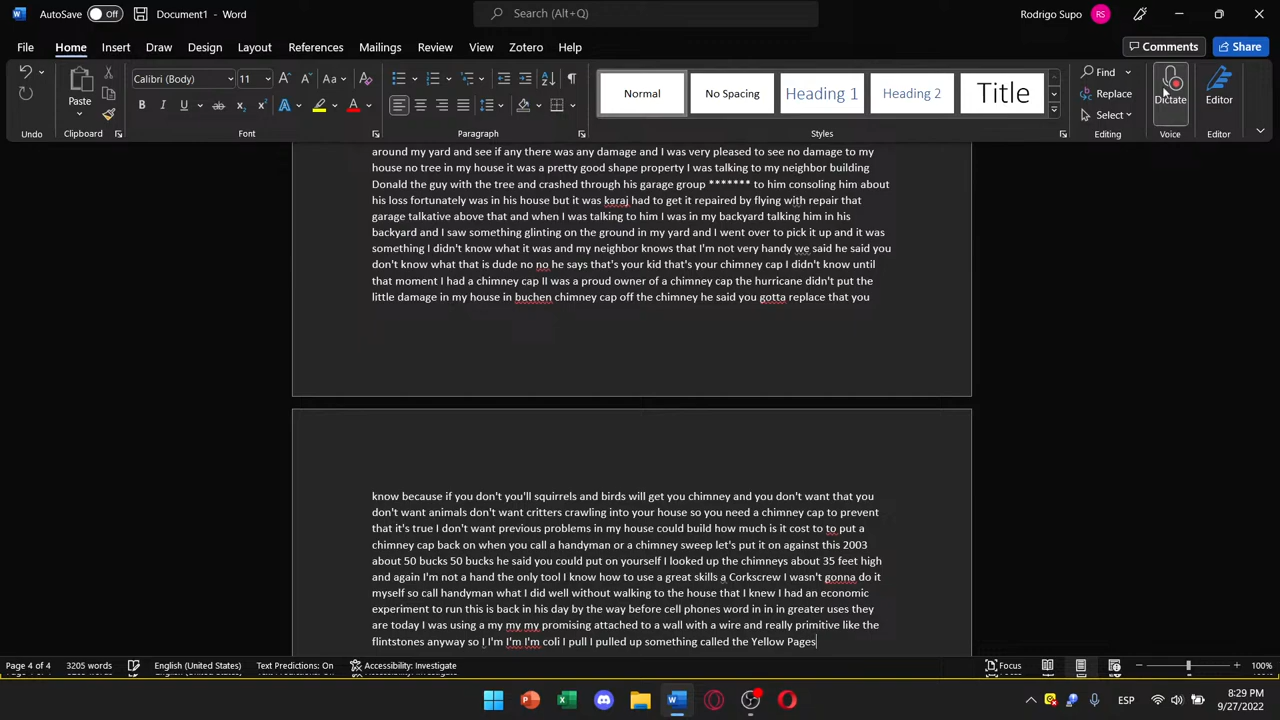 AutoSave Off Document1 - Word Search (Alt+Q) Rodrigo Supo RS
File Home Insert Draw Design Layout References Mailings Review View Zotero Help Comments Share
Paste Calibri (Body) 11 Aa Normal No Spacing Heading 1 Heading 2 Title Find Replace Select Dictate Editor
Undo Clipboard Font Paragraph Styles Editing Voice Editor
around my yard and see if any there was any damage and I was very pleased to see no damage to my
house no tree in my house it was a pretty good shape property I was talking to my neighbor building
Donald the guy with the tree and crashed through his garage group ******* to him consoling him about
his loss fortunately was in his house but it was karaj had to get it repaired by flying with repair that
garage talkative above that and when I was talking to him I was in my backyard talking him in his
backyard and I saw something glinting on the ground in my yard and I went over to pick it up and it was
something I didn't know what it was and my neighbor knows that I'm not very handy we said he said you
don't know what that is dude no no he says that's your kid that's your chimney cap I didn't know until
that moment I had a chimney cap II was a proud owner of a chimney cap the hurricane didn't put the
little damage in my house in buchen chimney cap off the chimney he said you gotta replace that you
know because if you don't you'll squirrels and birds will get you chimney and you don't want that you
don't want animals don't want critters crawling into your house so you need a chimney cap to prevent
that it's true I don't want previous problems in my house could build how much is it cost to to put a
chimney cap back on when you call a handyman or a chimney sweep let's put it on against this 2003
about 50 bucks 50 bucks he said you could put on yourself I looked up the chimneys about 35 feet high
and again I'm not a hand the only tool I know how to use a great skills a Corkscrew I wasn't gonna do it
myself so call handyman what I did well without walking to the house that I knew I had an economic
experiment to run this is back in his day by the way before cell phones word in in in greater uses they
are today I was using a my my my promising attached to a wall with a wire and really primitive like the
flintstones anyway so I I'm I'm I'm coli I pull I pulled up something called the Yellow Pages
Page 4 of 4 3205 words English (United States) Text Predictions: On Accessibility: Investigate Focus 100%
ESP 8:29 PM
9/27/2022